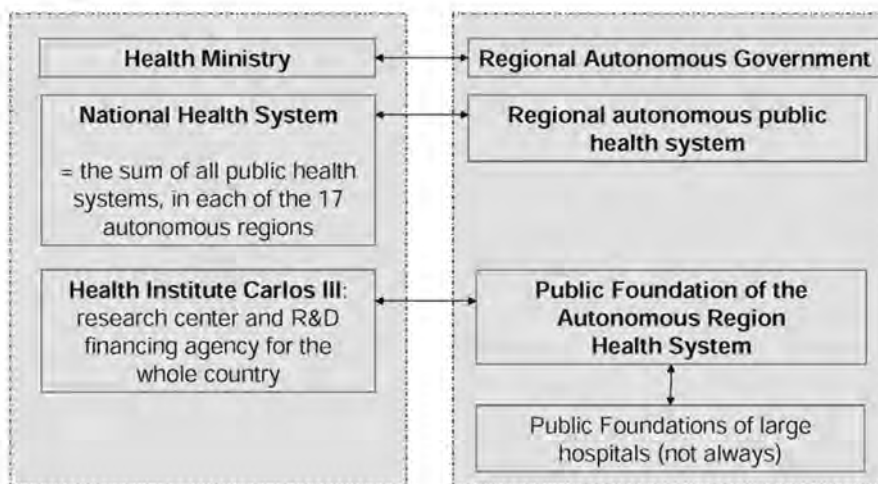 Health Ministry
National Health System
= the sum of all public health
systems, in each of the 17
autonomous regions
Health Institute Carlos III:
research center and R&D
financing agency for the
whole country
Regional Autonomous Government
Regional autonomous public
health system
Public Foundation of the
Autonomous Region
Health System
Public Foundations of large
hospitals (not always)